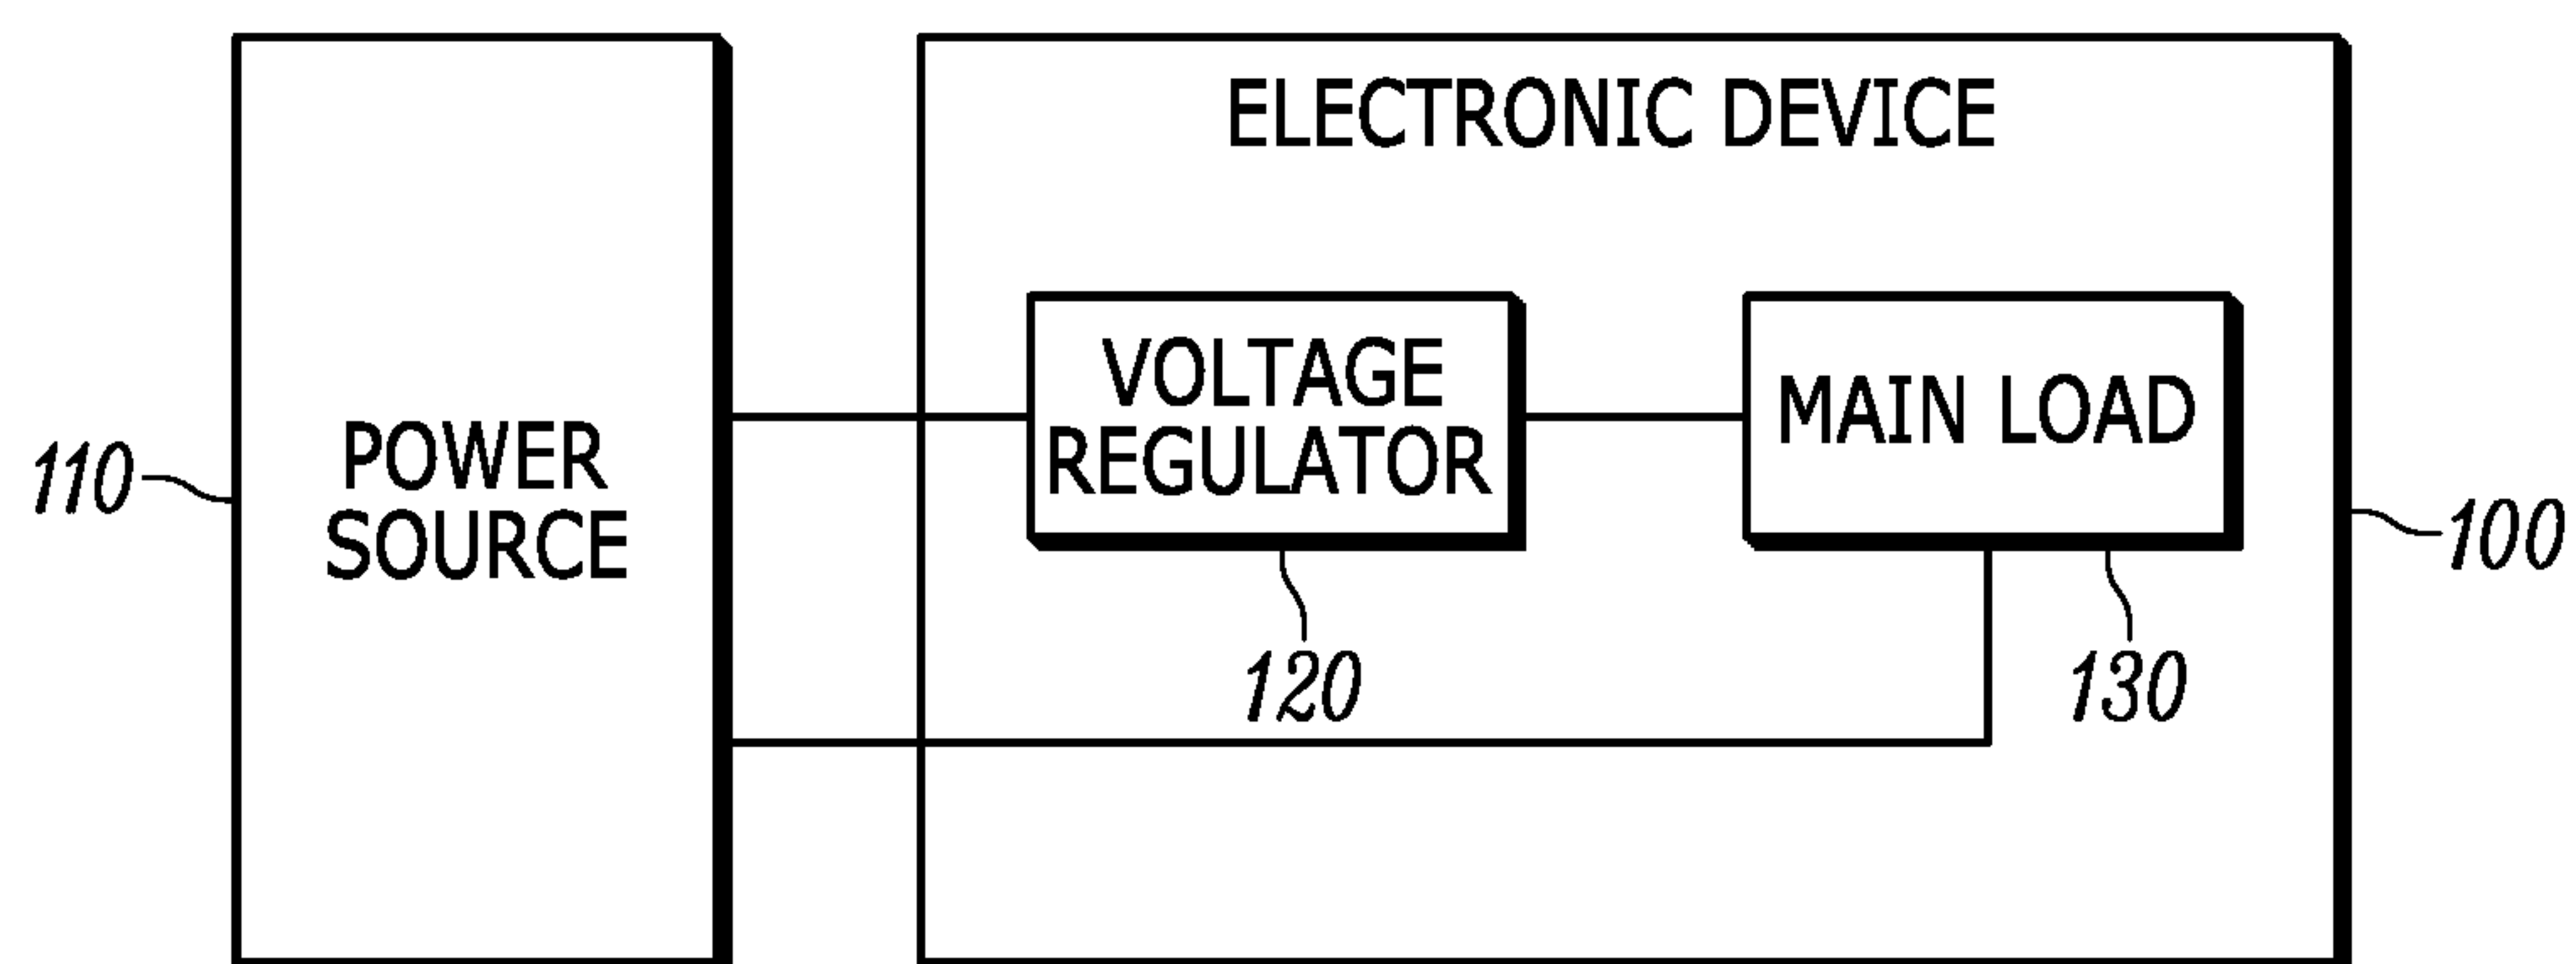 ELECTRONIC DEVICE
VOLTAGE
REGULATOR
MAIN LOAD
POWER
SOURCE
110
100
120
130